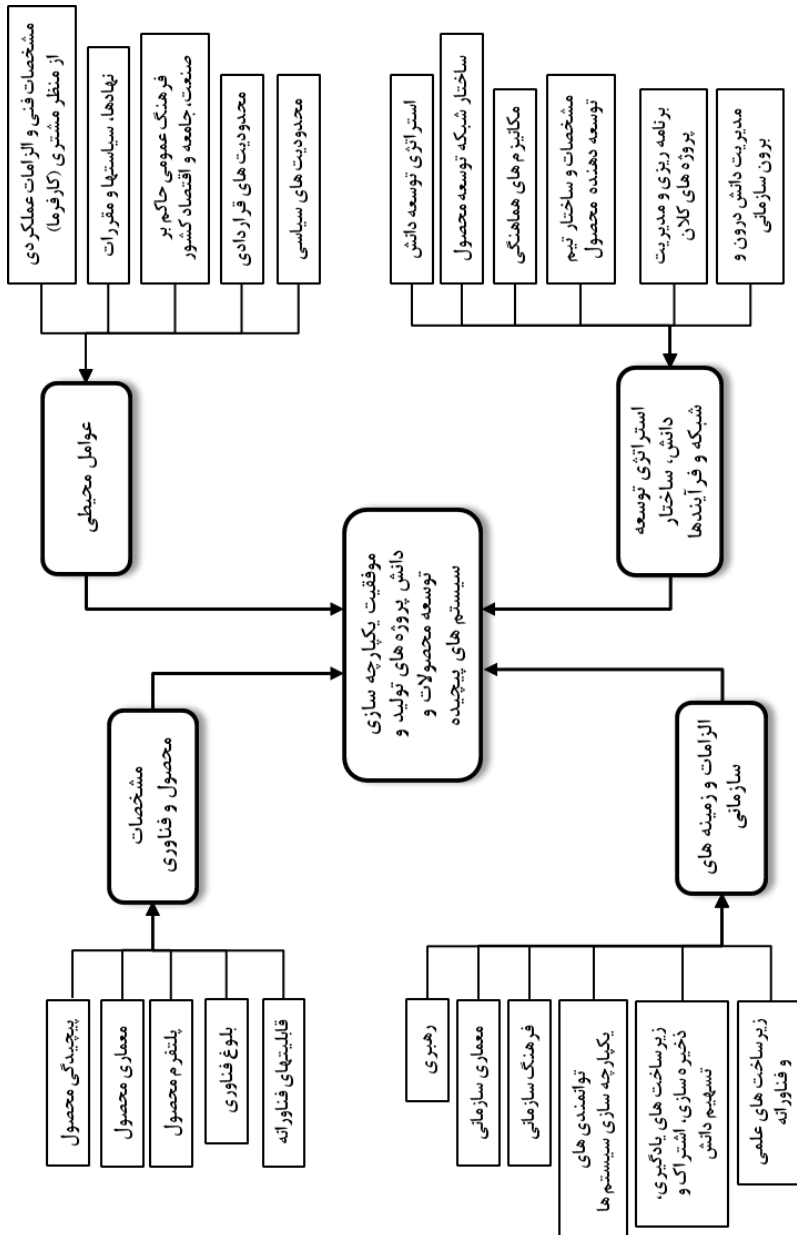 مشخصات فنی و الزامات عملکردی
از منظر مشتری (کارفرما)
نهادها، سیاستها و مقررات
فرهنگ عمومی حاکم بر
صنعت، جامعه و اقتصاد کشور
محدودیت های قراردادی
محدودیت های سیاسی
عوامل محیطی
استراتژی توسعه دانش
ساختار شبکه توسعه محصول
مکانیزم های هماهنگی
مشخصات و ساختار تیم
توسعه دهنده محصول
برنامه ریزی و مدیریت
پروژه های کلان
مدیریت دانش درون و
برون سازمانی
استراتژی توسعه
دانش، ساختار
شبکه و فرآیندها
موفقیت یکپارچه سازی
دانش پروژه های تولید و
توسعه محصولات و
سیستم های پیچیده
مشخصات
محصول و فناوری
پیچیدگی محصول
معماری محصول
پلتفرم محصول
بلوغ فناوری
قابلیتهای فناورانه
الزامات و زمینه های
سازمانی
رهبری
معماری سازمانی
فرهنگ سازمانی
توانمندی های
یکپارچه سازی سیستم ها
زیرساخت های یادگیری،
ذخیره سازی، اشتراک و
تسهیم دانش
زیرساخت های علمی
و فناورانه